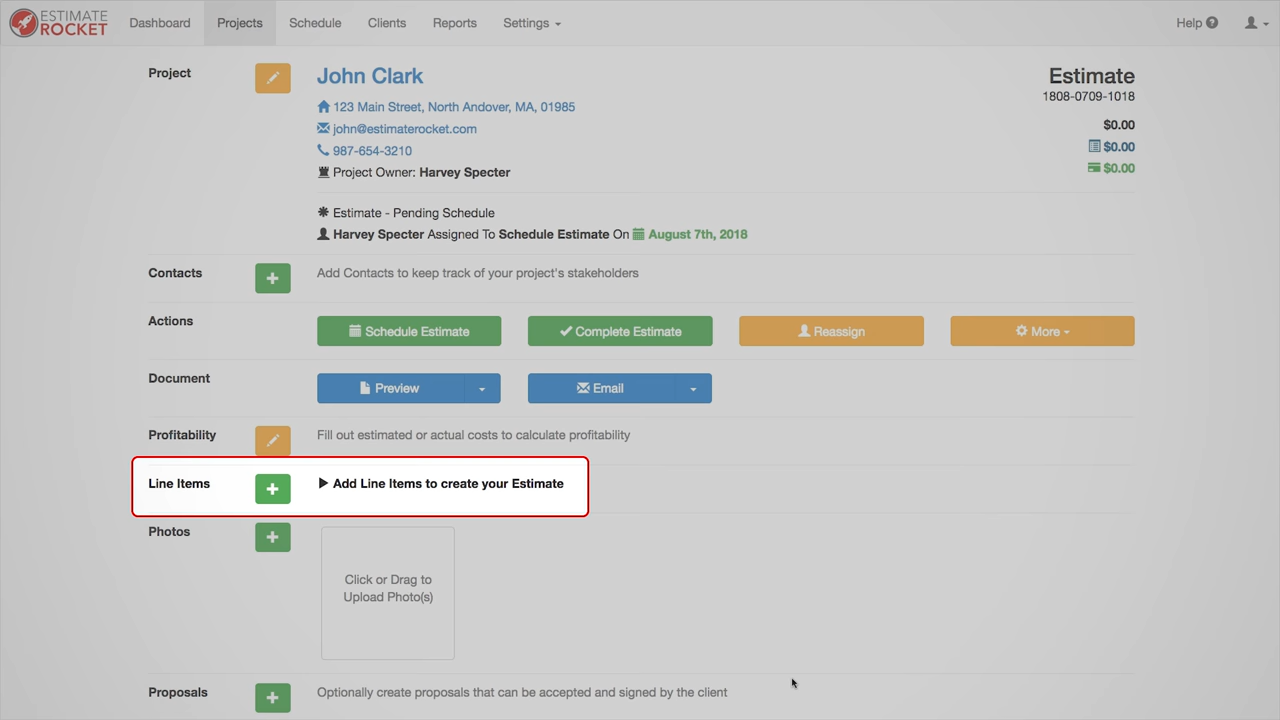 ESTIMATE
ROCKET
Dashboard Projects Schedule Clients Reports Settings Help
Project
John Clark
123 Main Street, North Andover, MA, 01985
john@estimaterocket.com
987-654-3210
Project Owner: Harvey Specter
Estimate
1808-0709-1018
$0.00
$0.00
$0.00
Estimate - Pending Schedule
Harvey Specter Assigned To Schedule Estimate On August 7th, 2018
Contacts Add Contacts to keep track of your project's stakeholders
Actions Schedule Estimate Complete Estimate Reassign More
Document Preview Email
Profitability Fill out estimated or actual costs to calculate profitability
Line Items Add Line Items to create your Estimate
Photos
Click or Drag to
Upload Photo(s)
Proposals Optionally create proposals that can be accepted and signed by the client